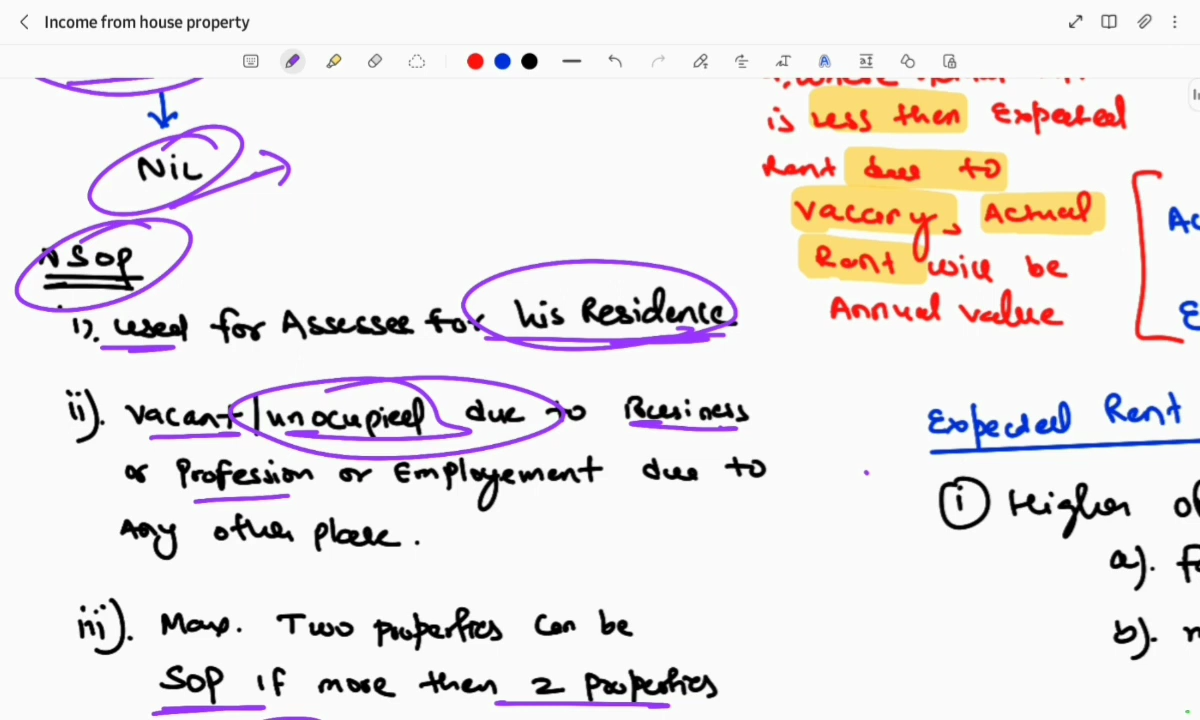 Income from house property
Nil
SOP
i). used for Assessee for his Residence.
ii). vacant/unocupied due to Business
or Profession or Employement due to
Any other place.
iii). Max. Two properties can be
SOP if more then 2 properties
is less then Expected
Rent due to
vaccary, Actual
Rent will be
Annual value
Expected Rent
i Higher of
a).
b).